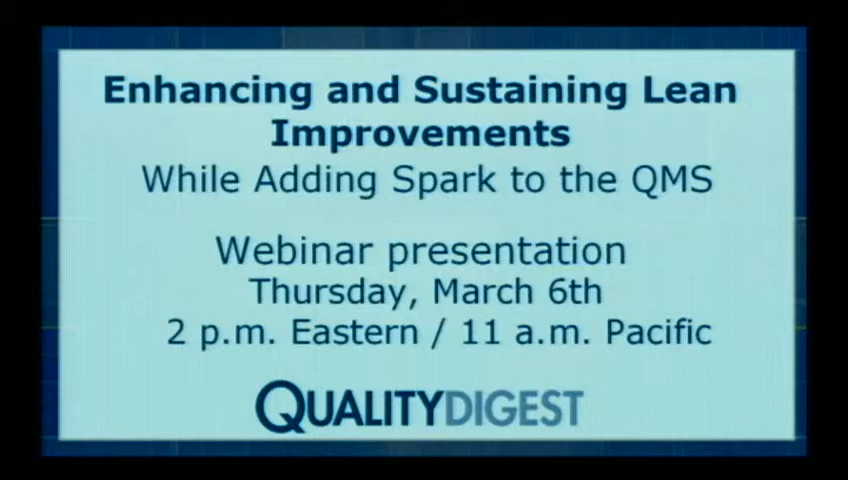 Enhancing and Sustaining Lean
Improvements
While Adding Spark to the QMS
Webinar presentation
Thursday, March 6th
2 p.m. Eastern / 11 a.m. Pacific
QUALITYDIGEST